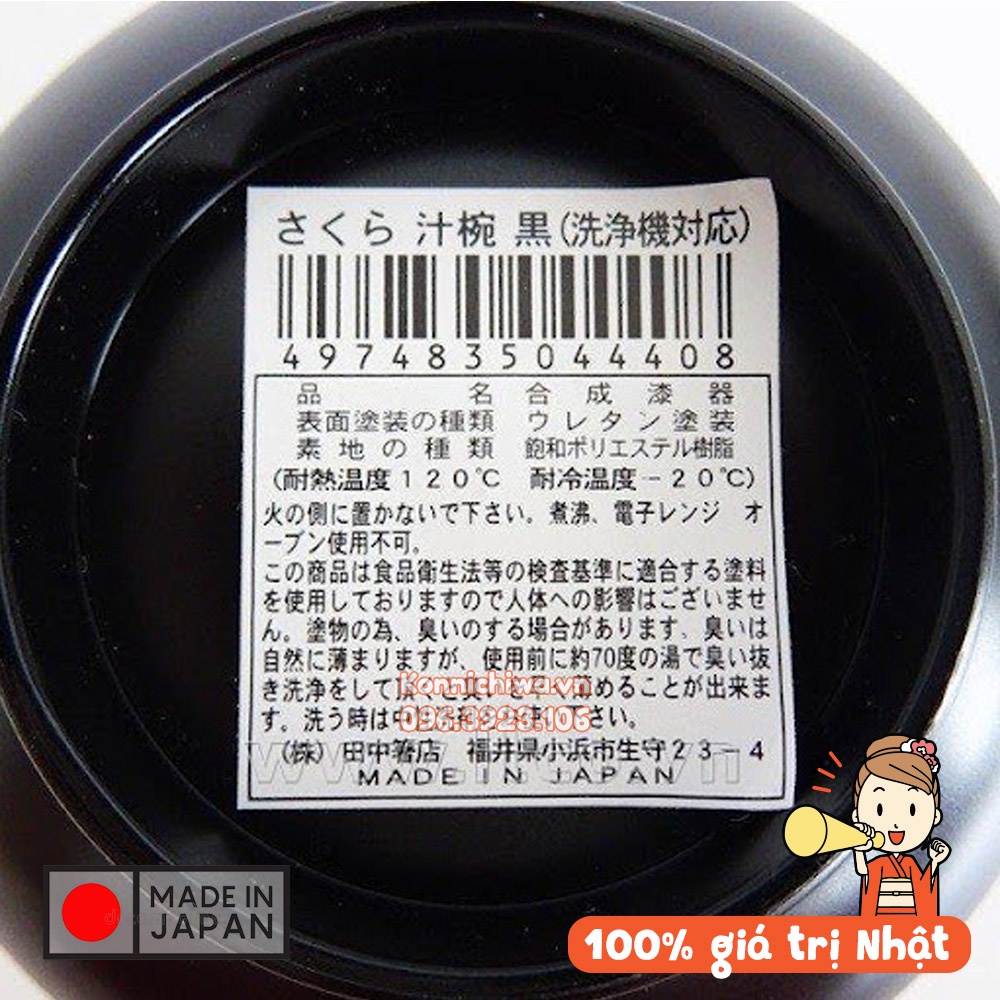 さくら 汁椀 黒(洗浄機対応)
4974835044408
品名 合成漆器
表面塗装の種類 ウレタン塗装
素地の種類 飽和ポリエステル樹脂
(耐熱温度120℃ 耐冷温度-20℃)
火の側に置かないで下さい。煮沸、電子レンジ オ
ーブン使用不可。
この商品は食品衛生法等の検査基準に適合する塗料
を使用しておりますので人体への影響はございませ
ん。塗物の為、臭いのする場合があります、臭いは
自然に薄まりますが、使用前に約70度の湯で臭い抜
き洗浄をして めることが出来ま
Konnichiwa.vn
す。洗う時は中 下さい。
096.3923.106
(株)田中箸店 福井県小浜市生守23-4
MADE IN JAPAN
MADE IN
JAPAN
100% giá trị Nhật